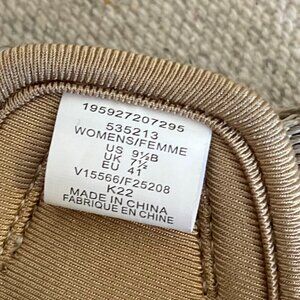 195927207295
535213
WOMENS/FEMME
US 9½B
UK 7½
EU 41
V15566/F25208
K22
MADE IN CHINA
FABRIQUE EN CHINE